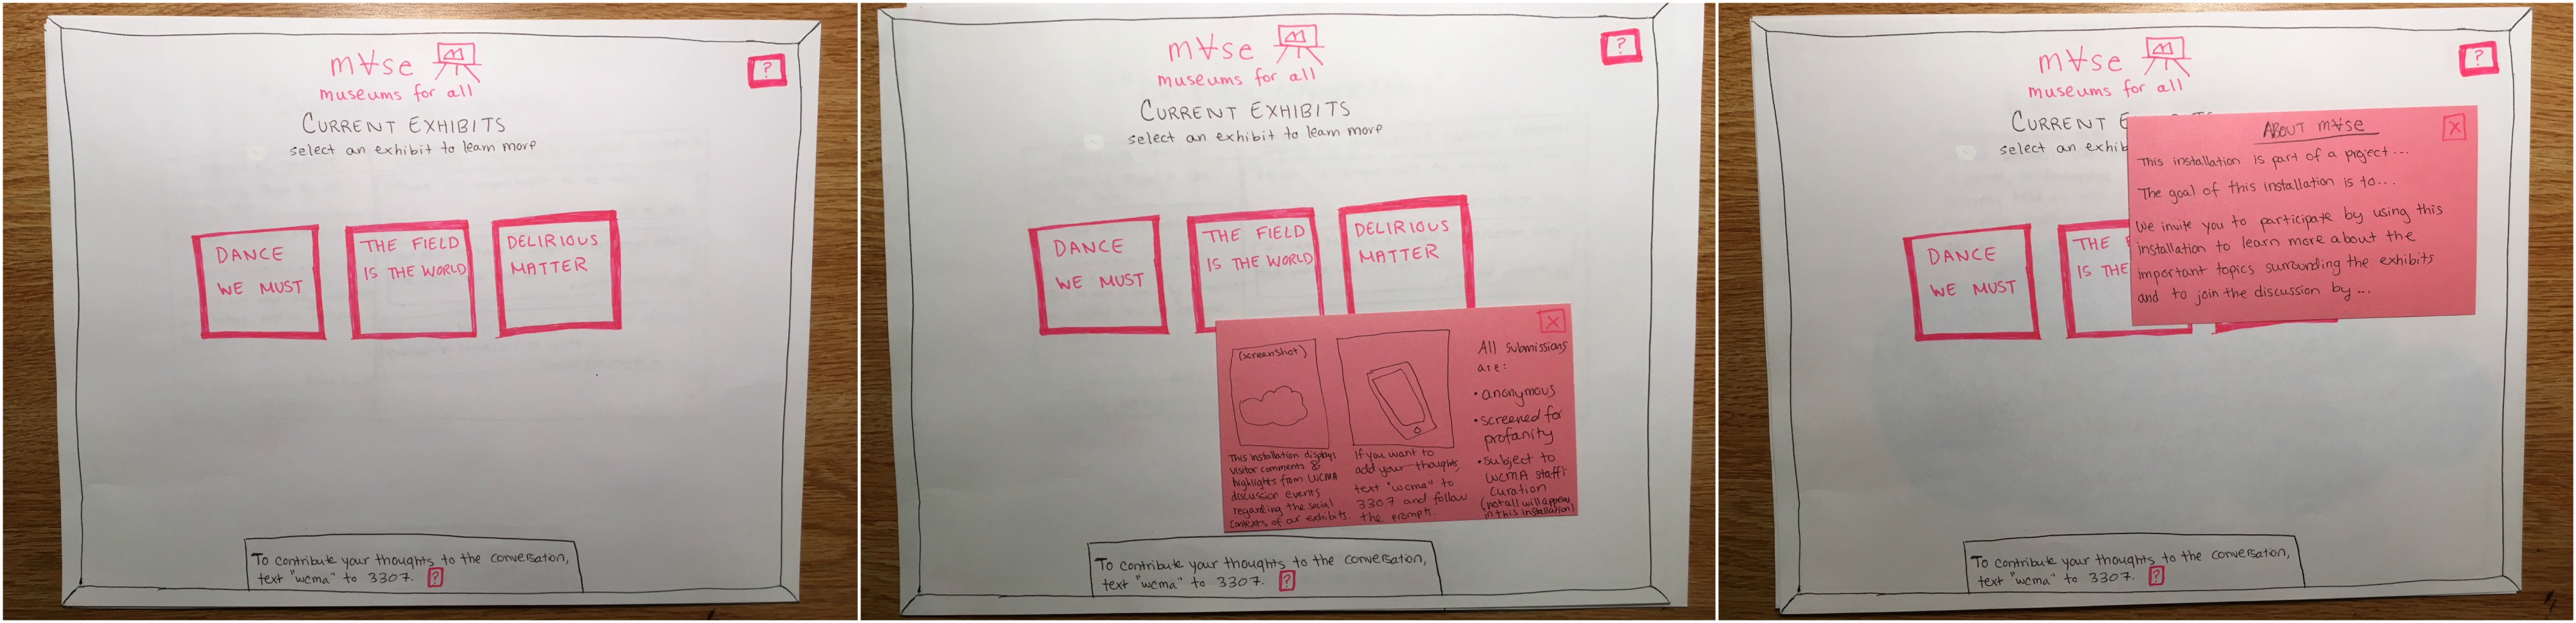 m∀se
museums for all
?
CURRENT EXHIBITS
select an exhibit to learn more
DANCE
WE MUST
THE FIELD
IS THE WORLD
DELIRIOUS
MATTER
To contribute your thoughts to the conversation,
text "wcma" to 3307. ?
m∀se
museums for all
?
CURRENT EXHIBITS
select an exhibit to learn more
DANCE
WE MUST
THE FIELD
IS THE WORLD
DELIRIOUS
MATTER
X
(screenshot)
This installation displays
visitor comments &
highlights from WCMA
discussion events
regarding the social
contexts of our exhibits.
If you want to
add your thoughts,
text "wcma" to
3307 and follow
the prompts.
All submissions
are:
• anonymous
• screened for
profanity
• subject to
WCMA staff's
curation
(not all will appear
in this installation)
To contribute your thoughts to the conversation,
text "wcma" to 3307. ?
m∀se
museums for all
?
CURRENT E
select an exhib
DANCE
WE MUST
THE
IS THE
ABOUT m∀se
X
This installation is part of a project...
The goal of this installation is to...
We invite you to participate by using this
installation to learn more about the
important topics surrounding the exhibits
and to join the discussion by...
To contribute your thoughts to the conversation,
text "wcma" to 3307. ?